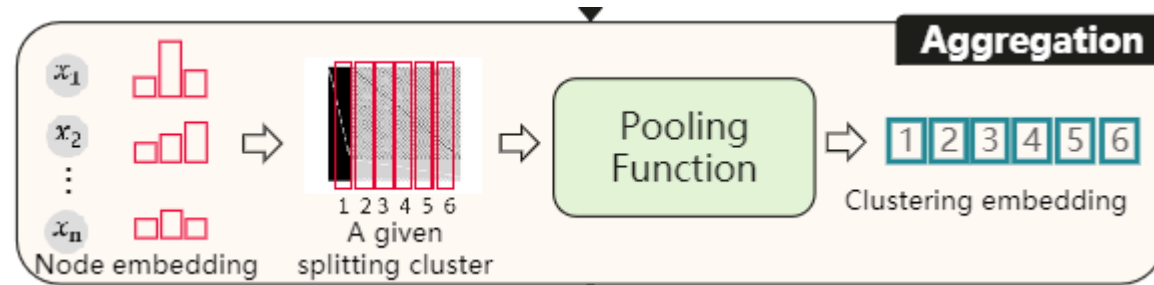 Aggregation
x₁
x₂
⋮
xₙ
Node embedding
1 2 3 4 5 6
A given
splitting cluster
Pooling
Function
1 2 3 4 5 6
Clustering embedding